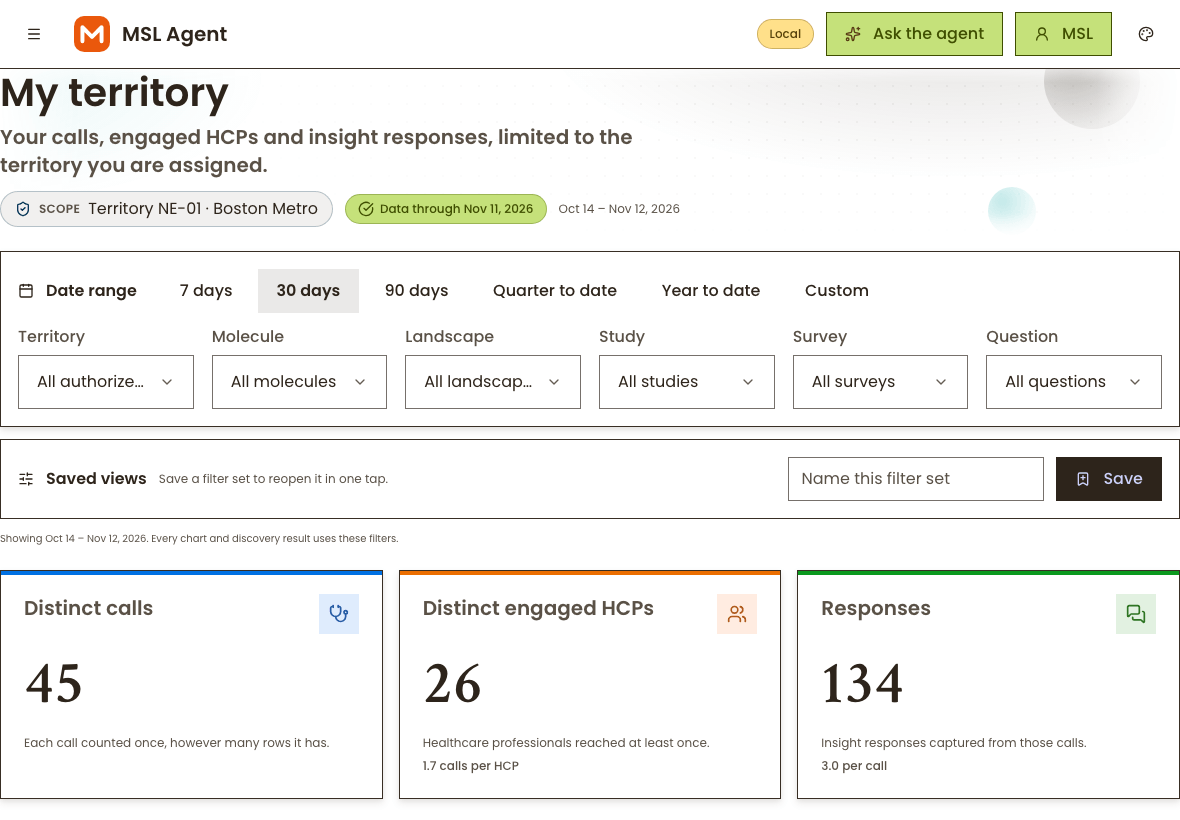 MSL Agent
Local
Ask the agent
MSL
My territory
Your calls, engaged HCPs and insight responses, limited to the
territory you are assigned.
SCOPE Territory NE-01 · Boston Metro
Data through Nov 11, 2026
Oct 14 – Nov 12, 2026
Date range
7 days
30 days
90 days
Quarter to date
Year to date
Custom
Territory
Molecule
Landscape
Study
Survey
Question
All authorize...
All molecules
All landscap...
All studies
All surveys
All questions
Saved views
Save a filter set to reopen it in one tap.
Name this filter set
Save
Showing Oct 14 – Nov 12, 2026. Every chart and discovery result uses these filters.
Distinct calls
45
Each call counted once, however many rows it has.
Distinct engaged HCPs
26
Healthcare professionals reached at least once.
1.7 calls per HCP
Responses
134
Insight responses captured from those calls.
3.0 per call